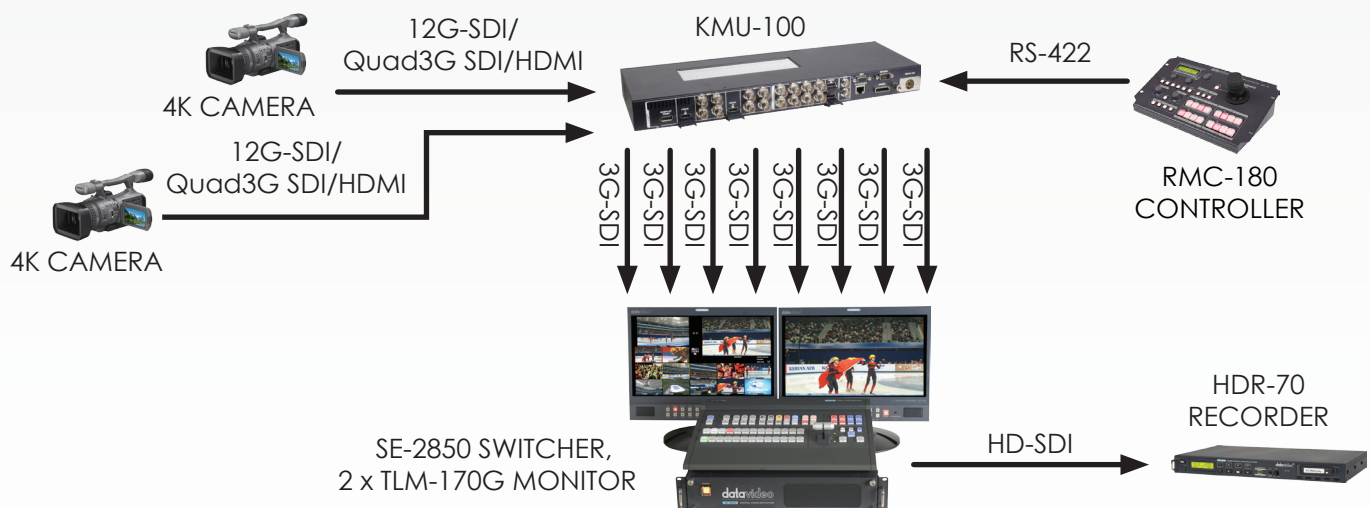 12G-SDI/
Quad3G SDI/HDMI
4K CAMERA
12G-SDI/
Quad3G SDI/HDMI
4K CAMERA
KMU-100
RS-422
RMC-180
CONTROLLER
3G-SDI
3G-SDI
3G-SDI
3G-SDI
3G-SDI
3G-SDI
3G-SDI
3G-SDI
SE-2850 SWITCHER,
2 x TLM-170G MONITOR
datavideo
HD-SDI
HDR-70
RECORDER
datavideo